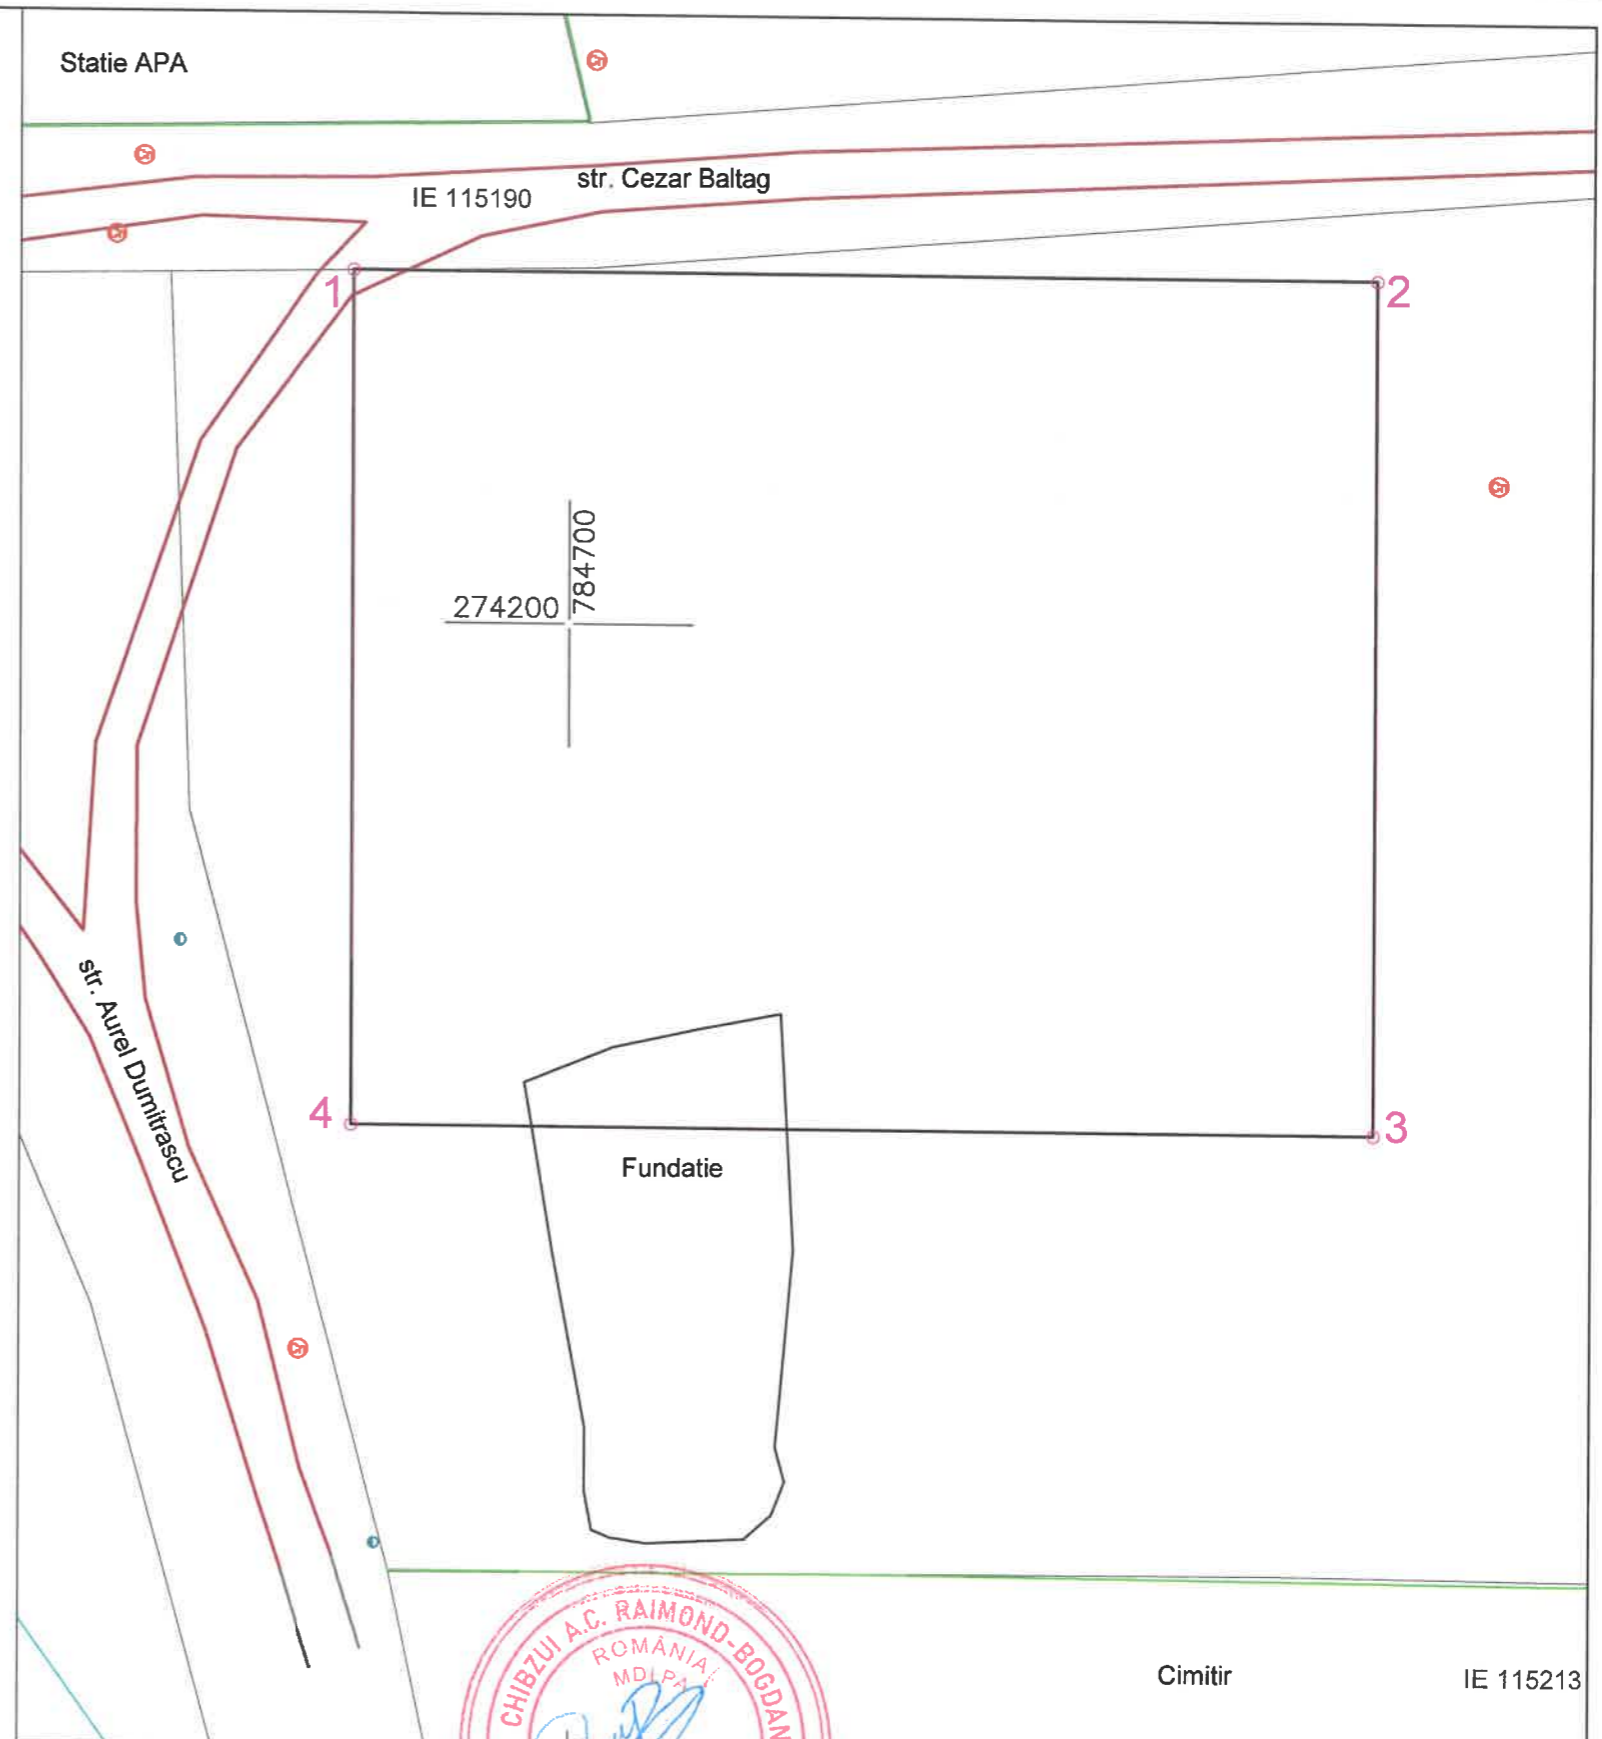 Statie APA
str. Cezar Baltag
IE 115190
1
2
784700
274200
str. Aurel Dumitrascu
4
3
Fundatie
CHIBZUI A.C. RAIMOND-BOGDAN
ROMÂNIA
MDLPA
Cimitir
IE 115213